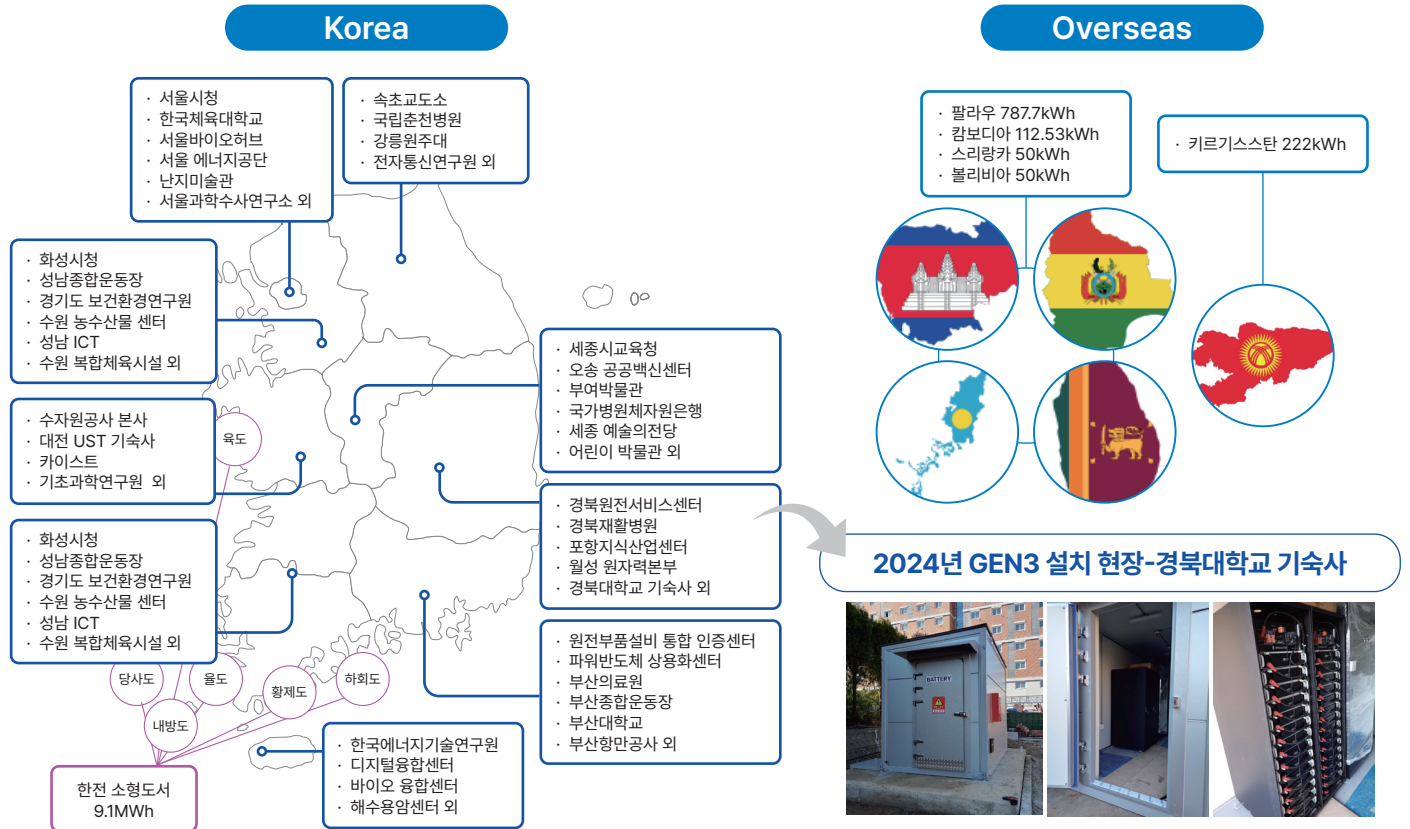 Korea
· 서울시청
· 한국체육대학교
· 서울바이오허브
· 서울 에너지공단
· 난지미술관
· 서울과학수사연구소 외
· 속초교도소
· 국립춘천병원
· 강릉원주대
· 전자통신연구원 외
· 화성시청
· 성남종합운동장
· 경기도 보건환경연구원
· 수원 농수산물 센터
· 성남 ICT
· 수원 복합체육시설 외
· 수자원공사 본사
· 대전 UST 기숙사
· 카이스트
· 기초과학연구원 외
· 화성시청
· 성남종합운동장
· 경기도 보건환경연구원
· 수원 농수산물 센터
· 성남 ICT
· 수원 복합체육시설 외
· 세종시교육청
· 오송 공공백신센터
· 부여박물관
· 국가병원체자원은행
· 세종 예술의전당
· 어린이 박물관 외
· 경북원전서비스센터
· 경북재활병원
· 포항지식산업센터
· 월성 원자력본부
· 경북대학교 기숙사 외
· 원전부품설비 통합 인증센터
· 파워반도체 상용화센터
· 부산의료원
· 부산종합운동장
· 부산대학교
· 부산항만공사 외
· 한국에너지기술연구원
· 디지털융합센터
· 바이오 융합센터
· 해수용암센터 외
육도
당사도
율도
황제도
하회도
내방도
한전 소형도서
9.1MWh
Overseas
· 팔라우 787.7kWh
· 캄보디아 112.53kWh
· 스리랑카 50kWh
· 볼리비아 50kWh
· 키르기스스탄 222kWh
2024년 GEN3 설치 현장-경북대학교 기숙사
BATTERY